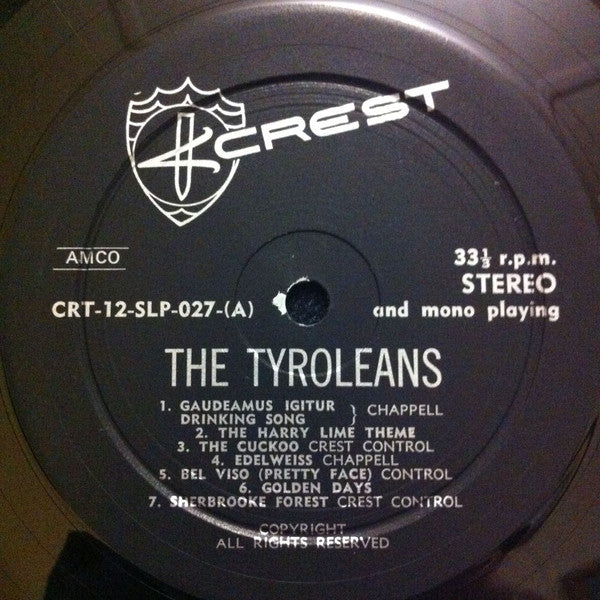 CREST
AMCO
33⅓ r.p.m.
STEREO
CRT-12-SLP-027-(A)
and mono playing
THE TYROLEANS
1. GAUDEAMUS IGITUR
DRINKING SONG } CHAPPELL
2. THE HARRY LIME THEME
3. THE CUCKOO CREST CONTROL
4. EDELWEISS CHAPPELL
5. BEL VISO (PRETTY FACE) CONTROL
6. GOLDEN DAYS
7. SHERBROOKE FOREST CREST CONTROL
COPYRIGHT
ALL RIGHTS RESERVED